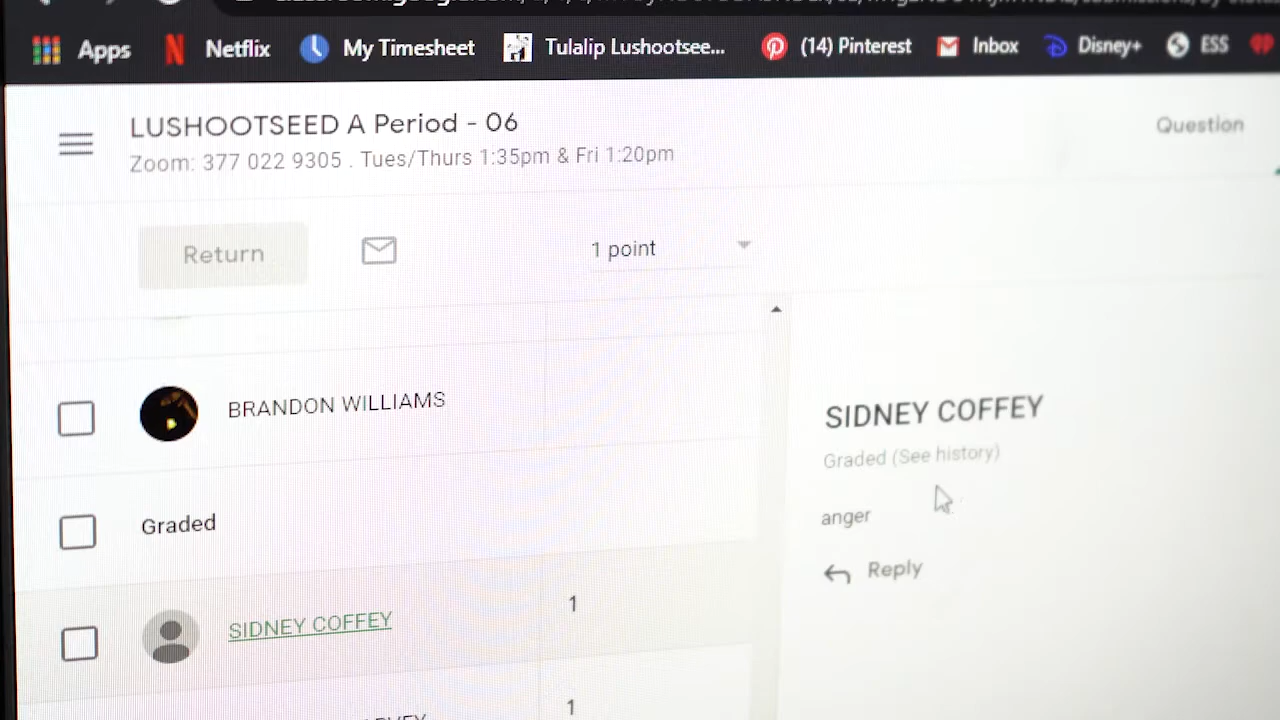 Apps Netflix My Timesheet Tulalip Lushootsee... (14) Pinterest Inbox Disney+ ESS
LUSHOOTSEED A Period - 06
Zoom: 377 022 9305 . Tues/Thurs 1:35pm & Fri 1:20pm
Question
Return
1 point
BRANDON WILLIAMS
Graded
SIDNEY COFFEY 1
1
SIDNEY COFFEY
Graded (See history)
anger
Reply